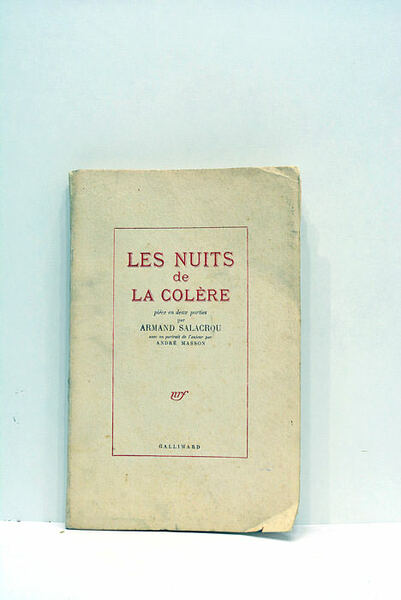 LES NUITS
de
LA COLÈRE
pièce en deux parties
par
ARMAND SALACROU
avec un portrait de l'auteur par
ANDRÉ MASSON
nrf
GALLIMARD